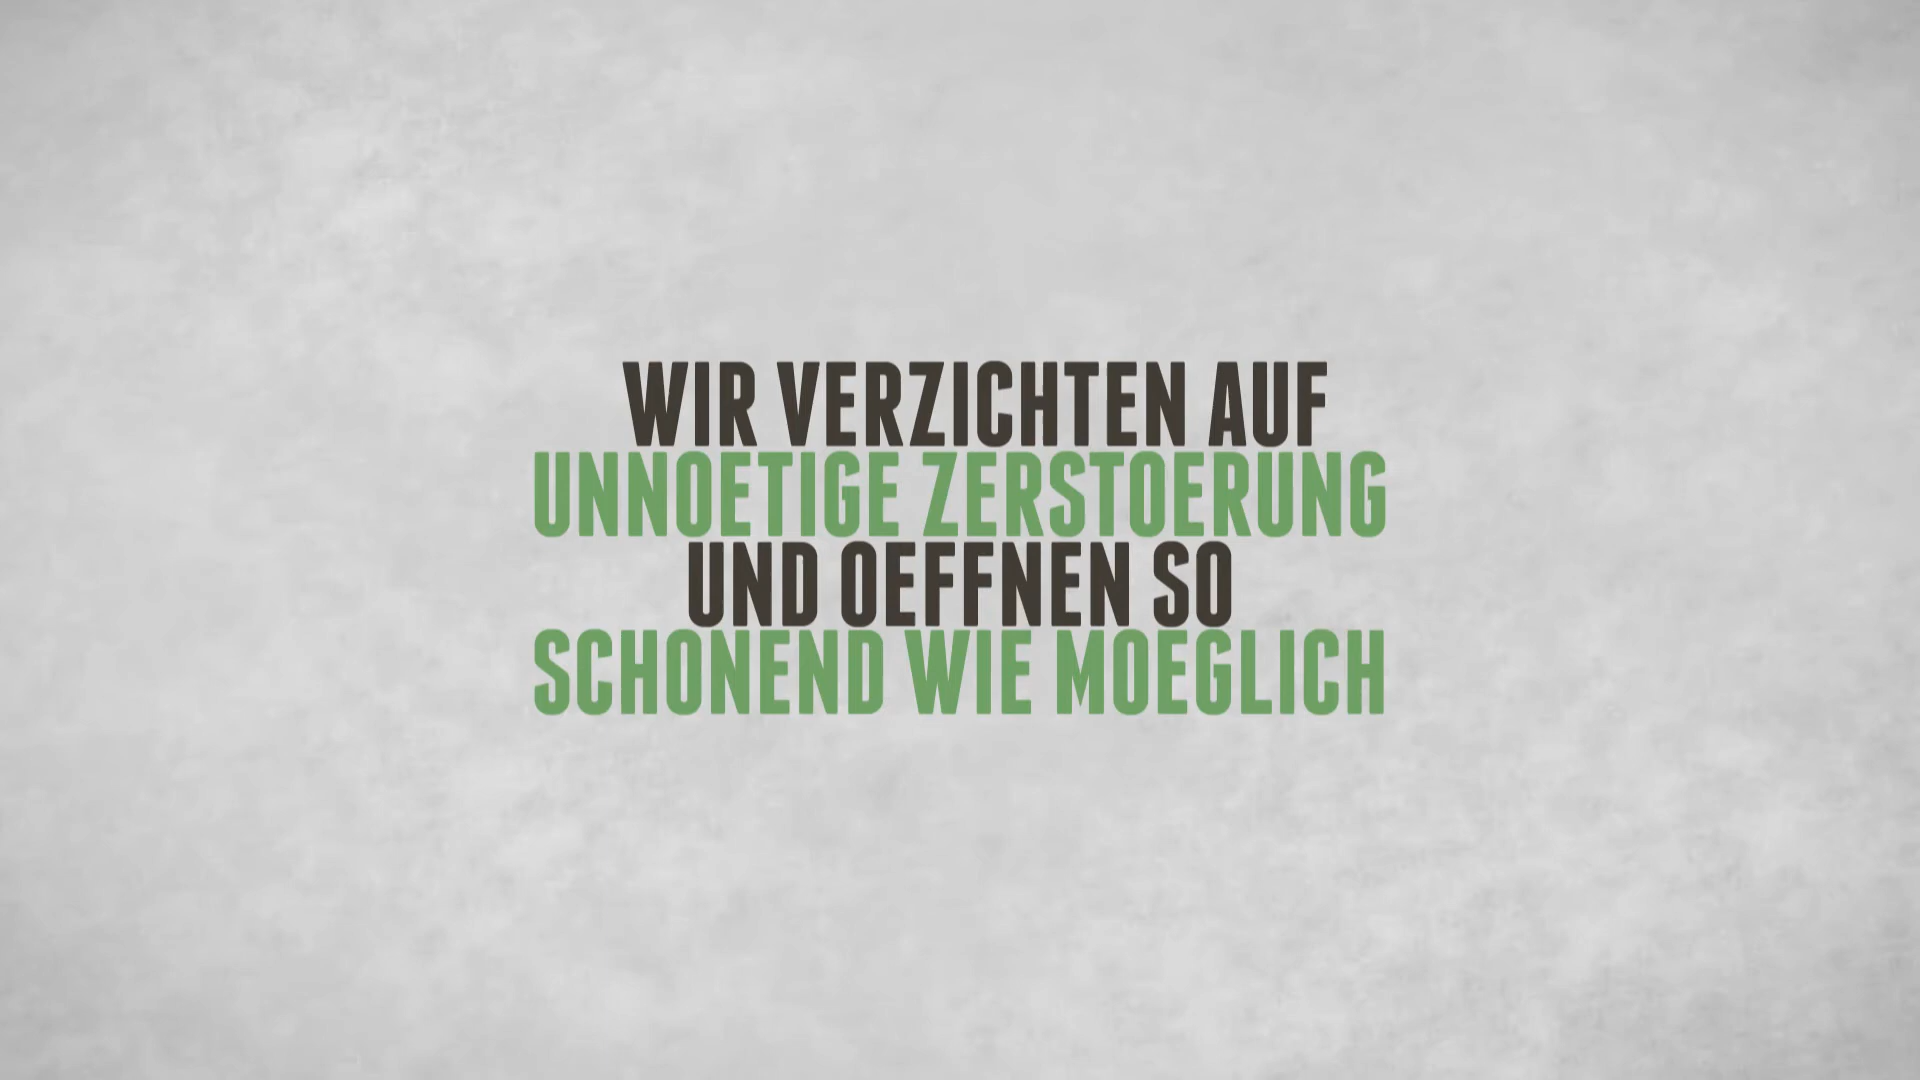 WIR VERZICHTEN AUF
UNNOETIGE ZERSTOERUNG
UND OEFFNEN SO
SCHONEND WIE MOEGLICH